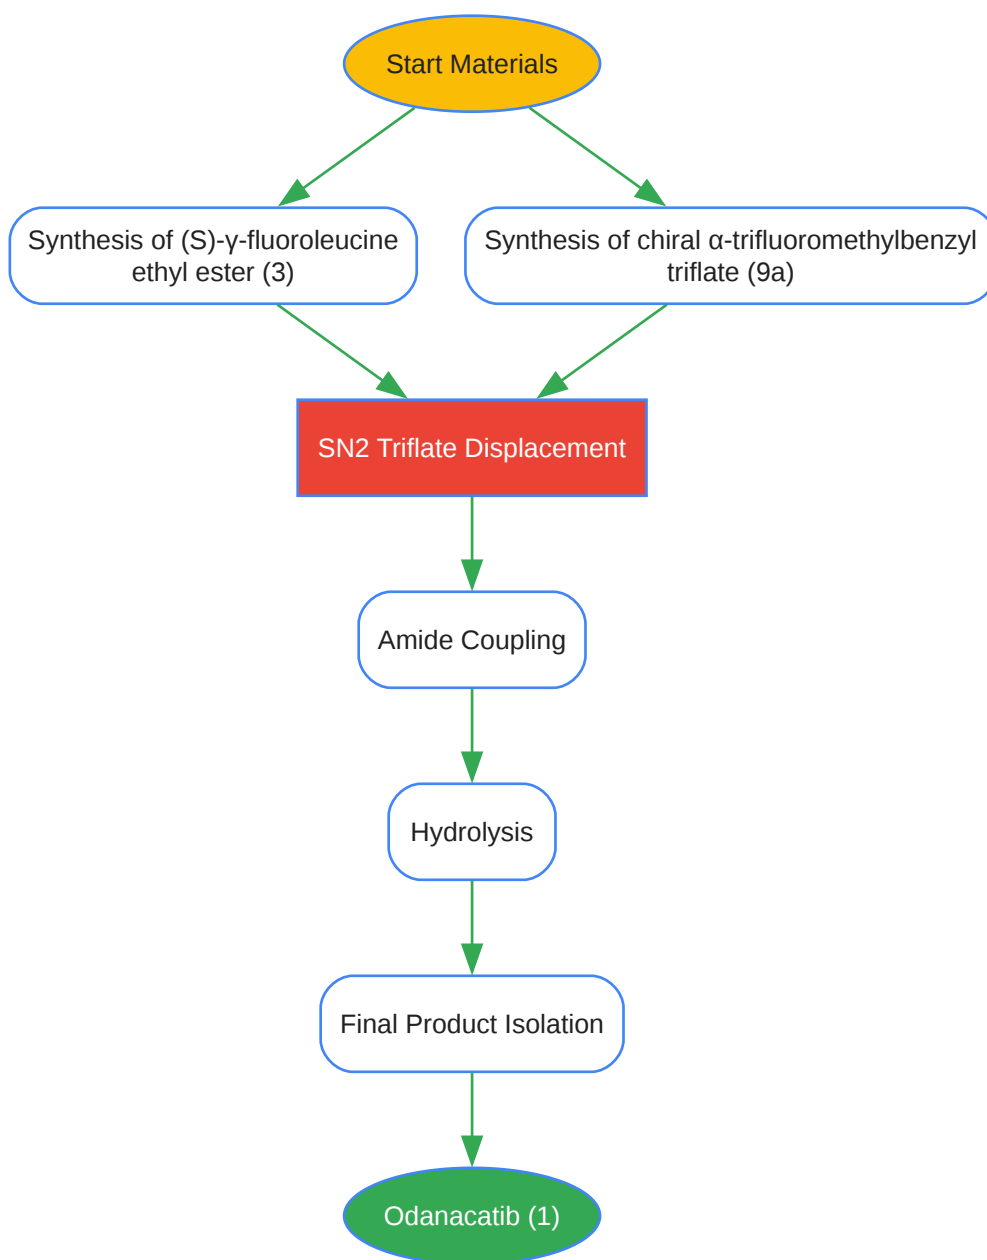 Start Materials
Synthesis of (S)-γ-fluoroleucine
ethyl ester (3)
Synthesis of chiral α-trifluoromethylbenzyl
triflate (9a)
SN2 Triflate Displacement
Amide Coupling
Hydrolysis
Final Product Isolation
Odanacatib (1)